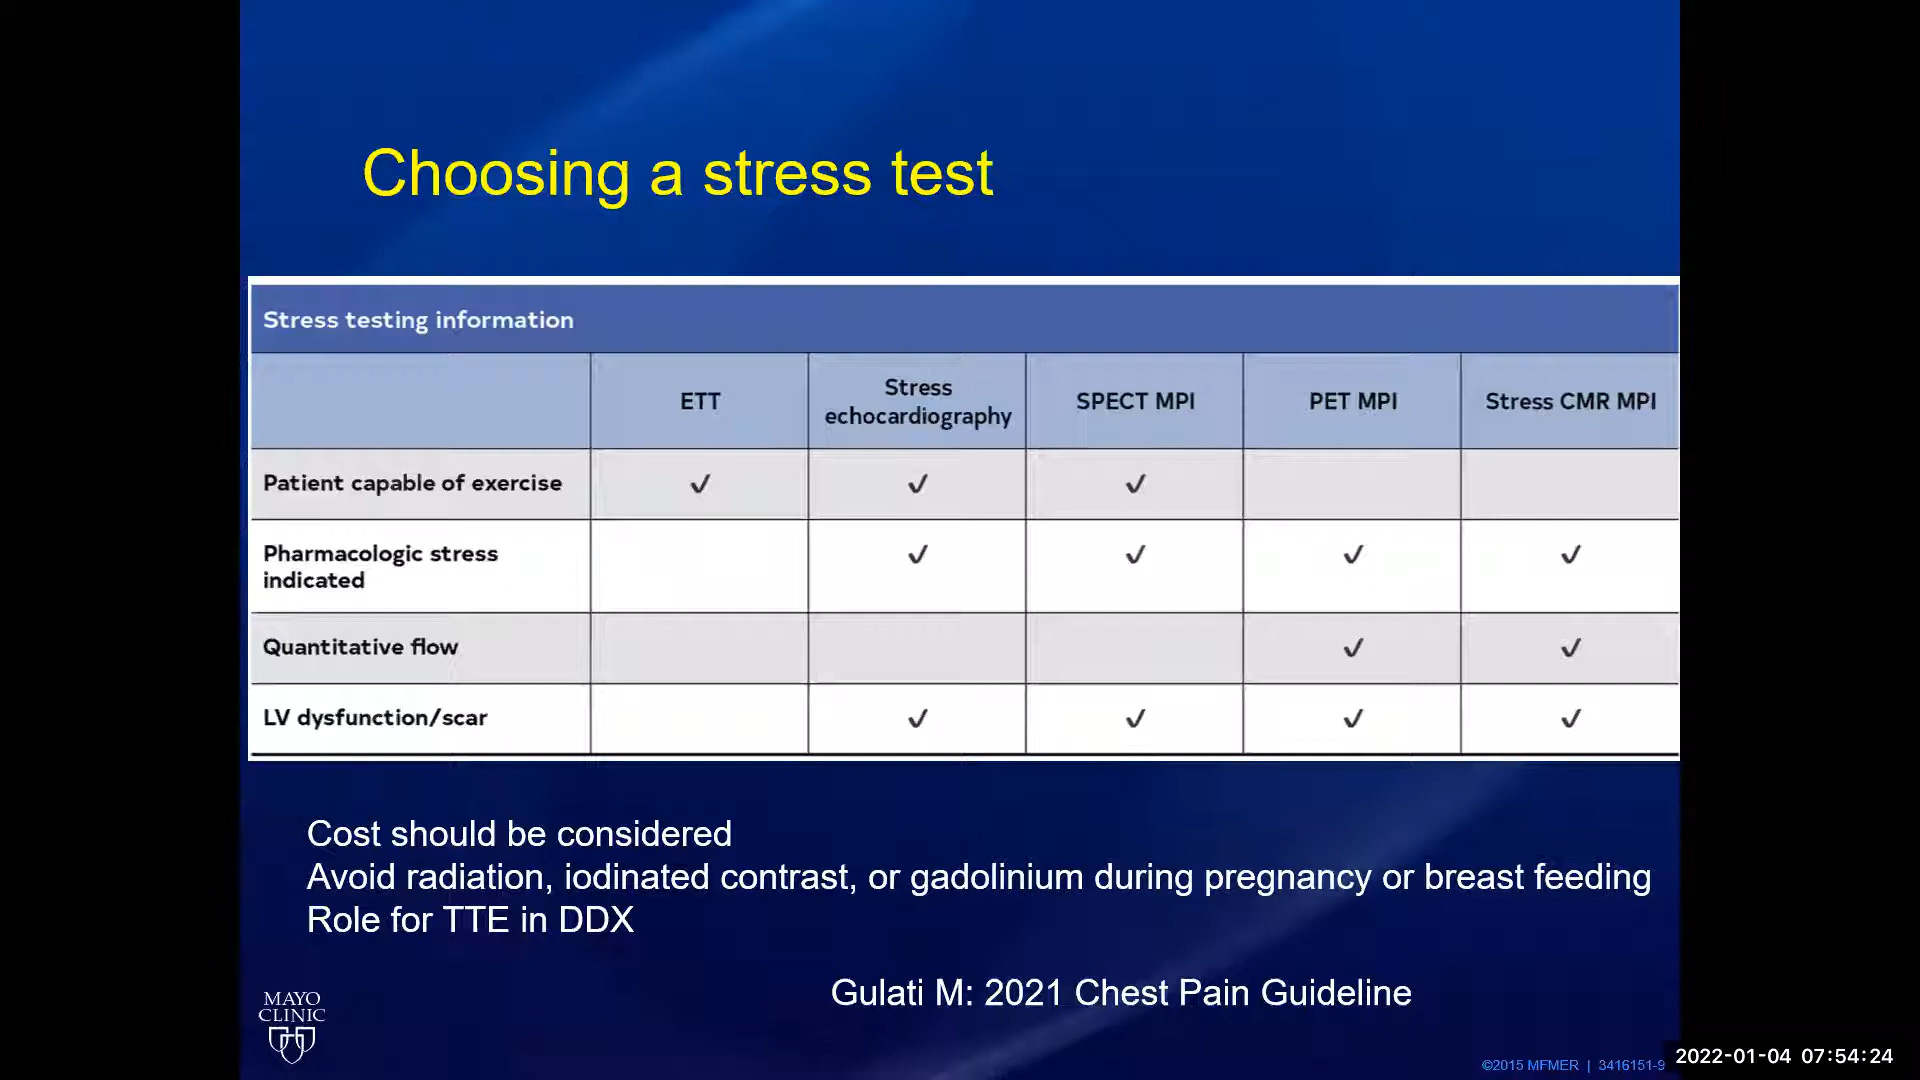 Choosing a stress test
Stress testing information
ETT
Stress
echocardiography
SPECT MPI
PET MPI
Stress CMR MPI
Patient capable of exercise ✓ ✓ ✓
Pharmacologic stress
indicated ✓ ✓ ✓ ✓
Quantitative flow ✓ ✓
LV dysfunction/scar ✓ ✓ ✓ ✓
Cost should be considered
Avoid radiation, iodinated contrast, or gadolinium during pregnancy or breast feeding
Role for TTE in DDX
Gulati M: 2021 Chest Pain Guideline
MAYO
CLINIC
©2015 MFMER | 3416151-9
2022-01-04 07:54:24